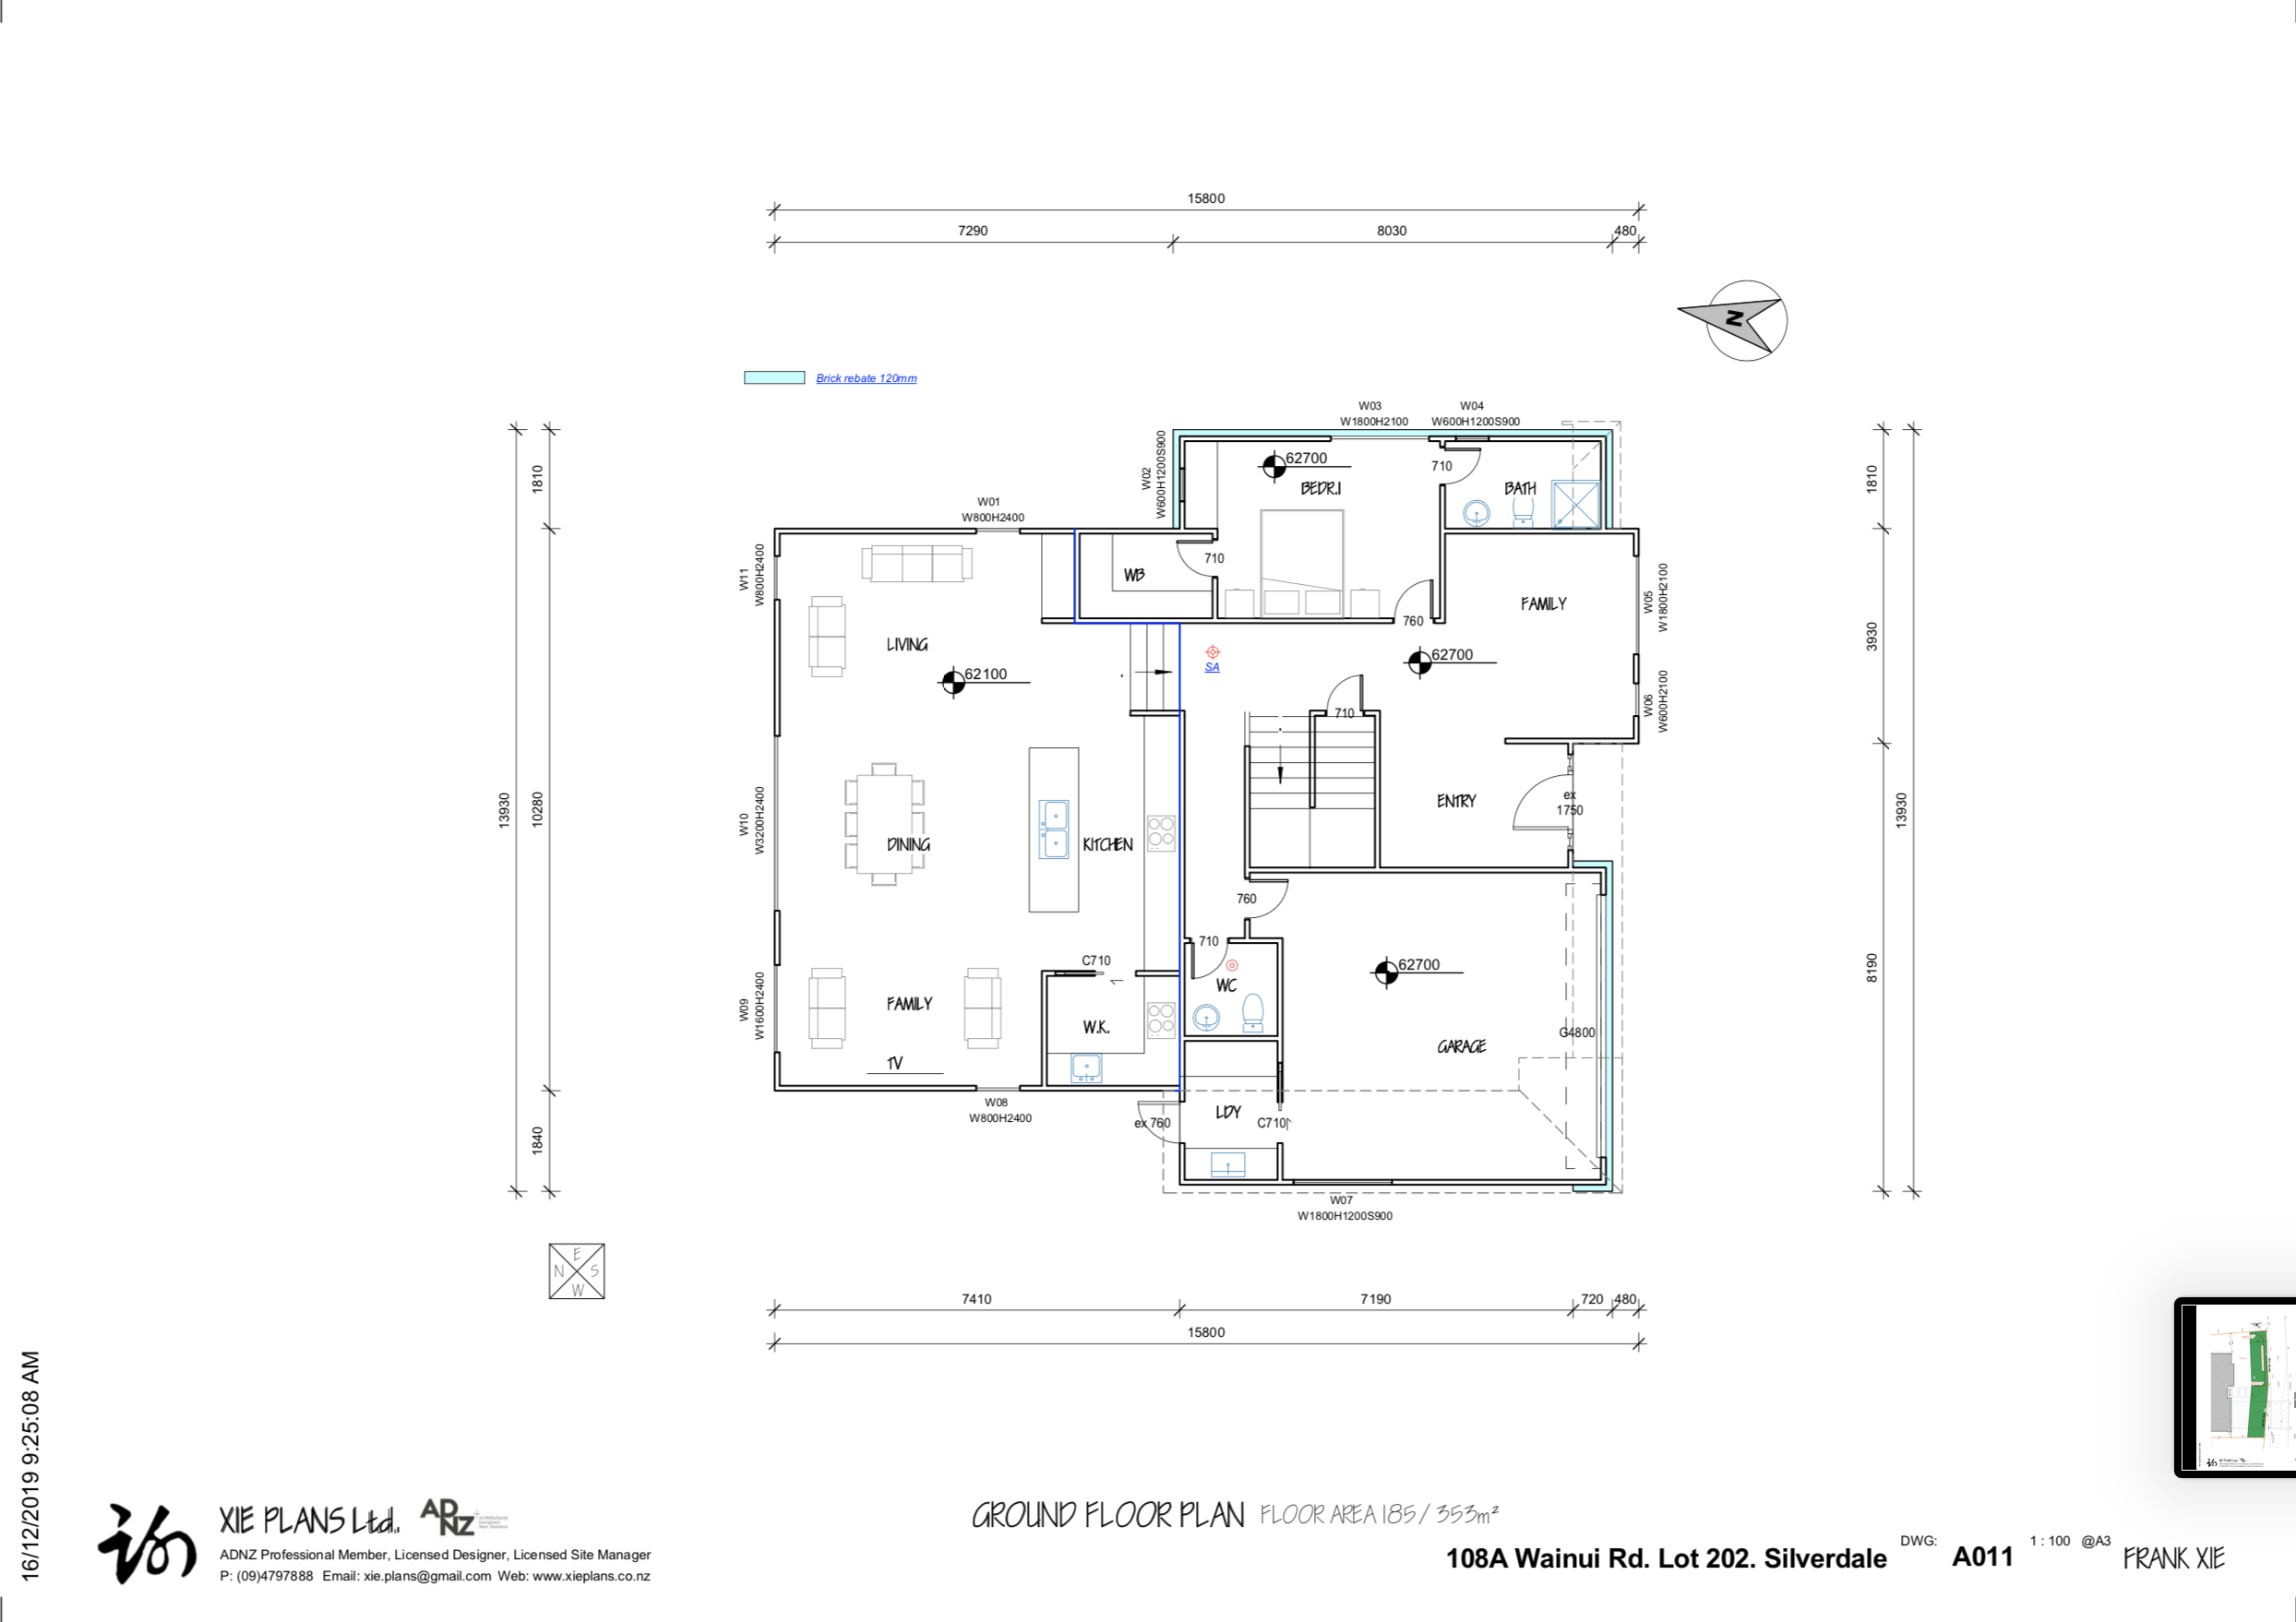 15800
7290
8030
480
N
Brick rebate 120mm
W03
W1800H2100
W04
W600H1200S900
W02
W600H1200S900
62700
BEDR.1
710
BATH
1810
1810
W01
W800H2400
W11
W800H2400
WB
710
760
FAMILY
W05
W1800H2100
LIVING
SA
62700
62100
W06
W600H2100
3930
710
13930
10280
W10
W3200H2400
DINING
KITCHEN
ENTRY
ex
1750
13930
760
710
C710
62700
WC
8190
W09
W1600H2400
FAMILY
W.K.
TV
G4800
GARAGE
W08
W800H2400
ex 760
LDY
C710
1840
W07
W1800H1200S900
E
N S
W
7410
7190
720
480
15800
16/12/2019 9:25:08 AM
XIE PLANS Ltd.
ADNZ
ADNZ Professional Member, Licensed Designer, Licensed Site Manager
P: (09)4797888 Email: xie.plans@gmail.com Web: www.xieplans.co.nz
GROUND FLOOR PLAN FLOOR AREA 185 / 353m²
108A Wainui Rd. Lot 202. Silverdale
DWG:
A011
1 : 100 @A3
FRANK XIE